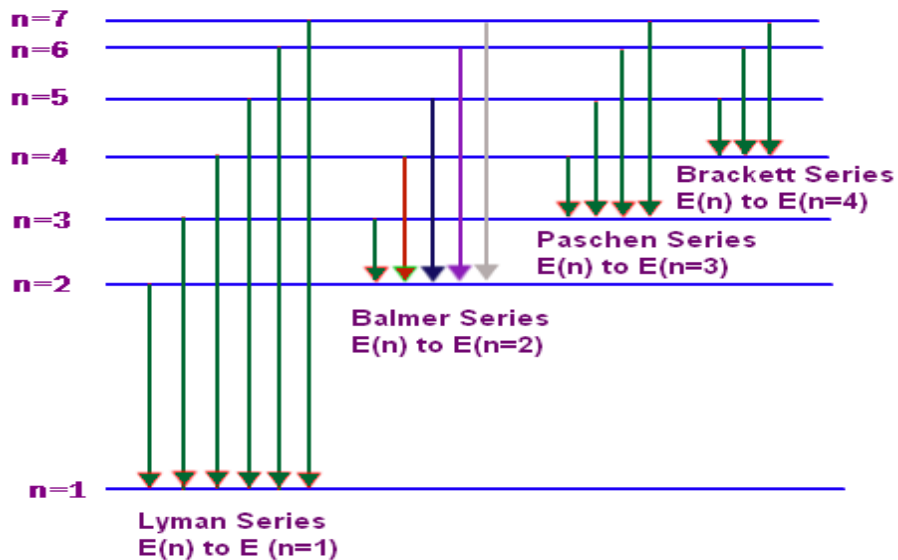 n=7
n=6
n=5
n=4
Brackett Series
E(n) to E(n=4)
n=3
Paschen Series
E(n) to E(n=3)
n=2
Balmer Series
E(n) to E(n=2)
n=1
Lyman Series
E(n) to E (n=1)